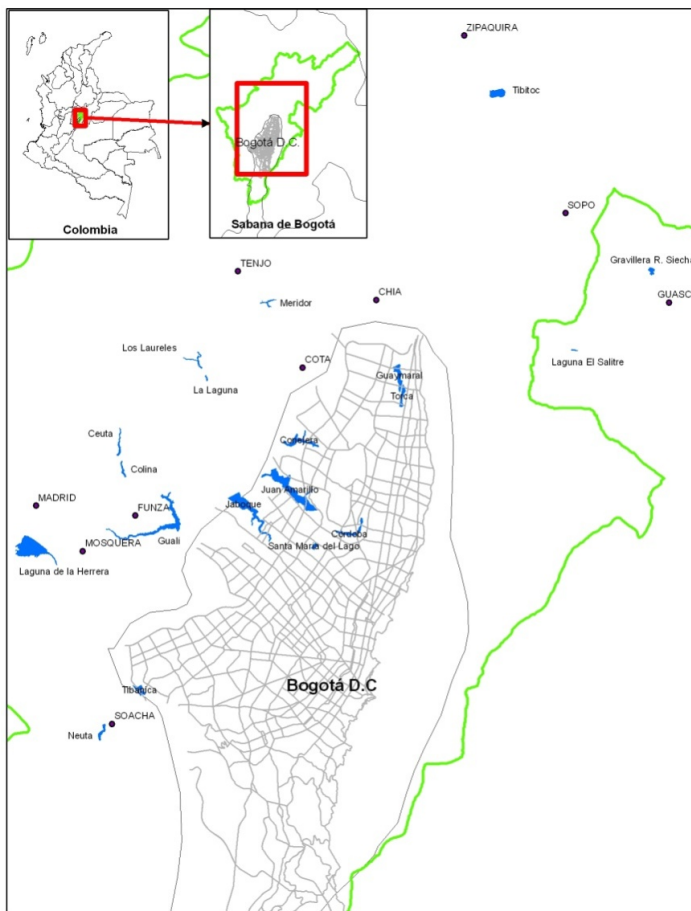 ZIPAQUIRA
Tibitoc
Bogotá D.C.
Colombia
Sabana de Bogotá
SOPO
Gravillera R. Siecha
TENJO
CHIA
GUASC
Meridor
Los Laureles
COTA
Laguna El Salitre
Guaymaral
La Laguna
Torca
Ceuta
Conejera
Colina
Juan Amarillo
MADRID
Jaboque
FUNZA
Córdoba
Gualí
Santa Maria del Lago
MOSQUERA
Laguna de la Herrera
Bogotá D.C
Tibanica
SOACHA
Neuta